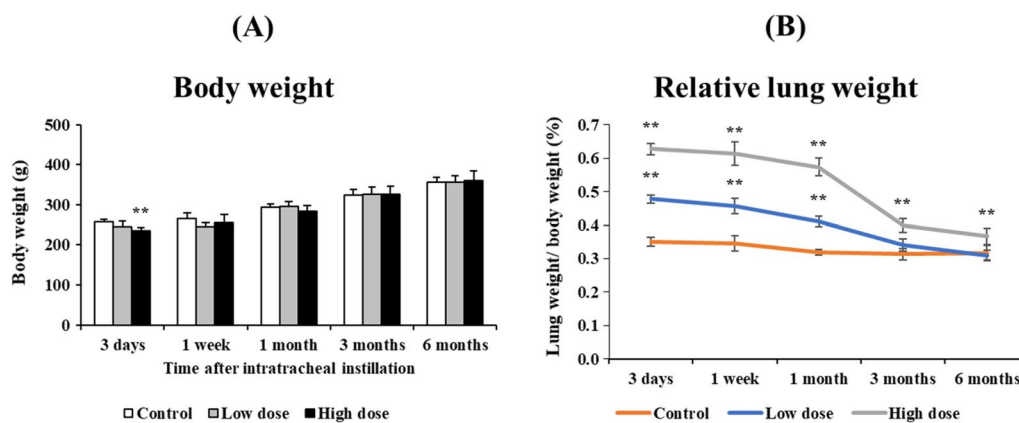 (A)
Body weight
Body weight (g)
500
400
300
200
100
0
**
3 days
1 week
1 month
3 months
6 months
Time after intratracheal instillation
Control
Low dose
High dose
(B)
Relative lung weight
Lung weight/ body weight (%)
0.7
0.6
0.5
0.4
0.3
0.2
0.1
0.0
**
**
**
**
**
**
**
**
3 days
1 week
1 month
3 months
6 months
Control
Low dose
High dose